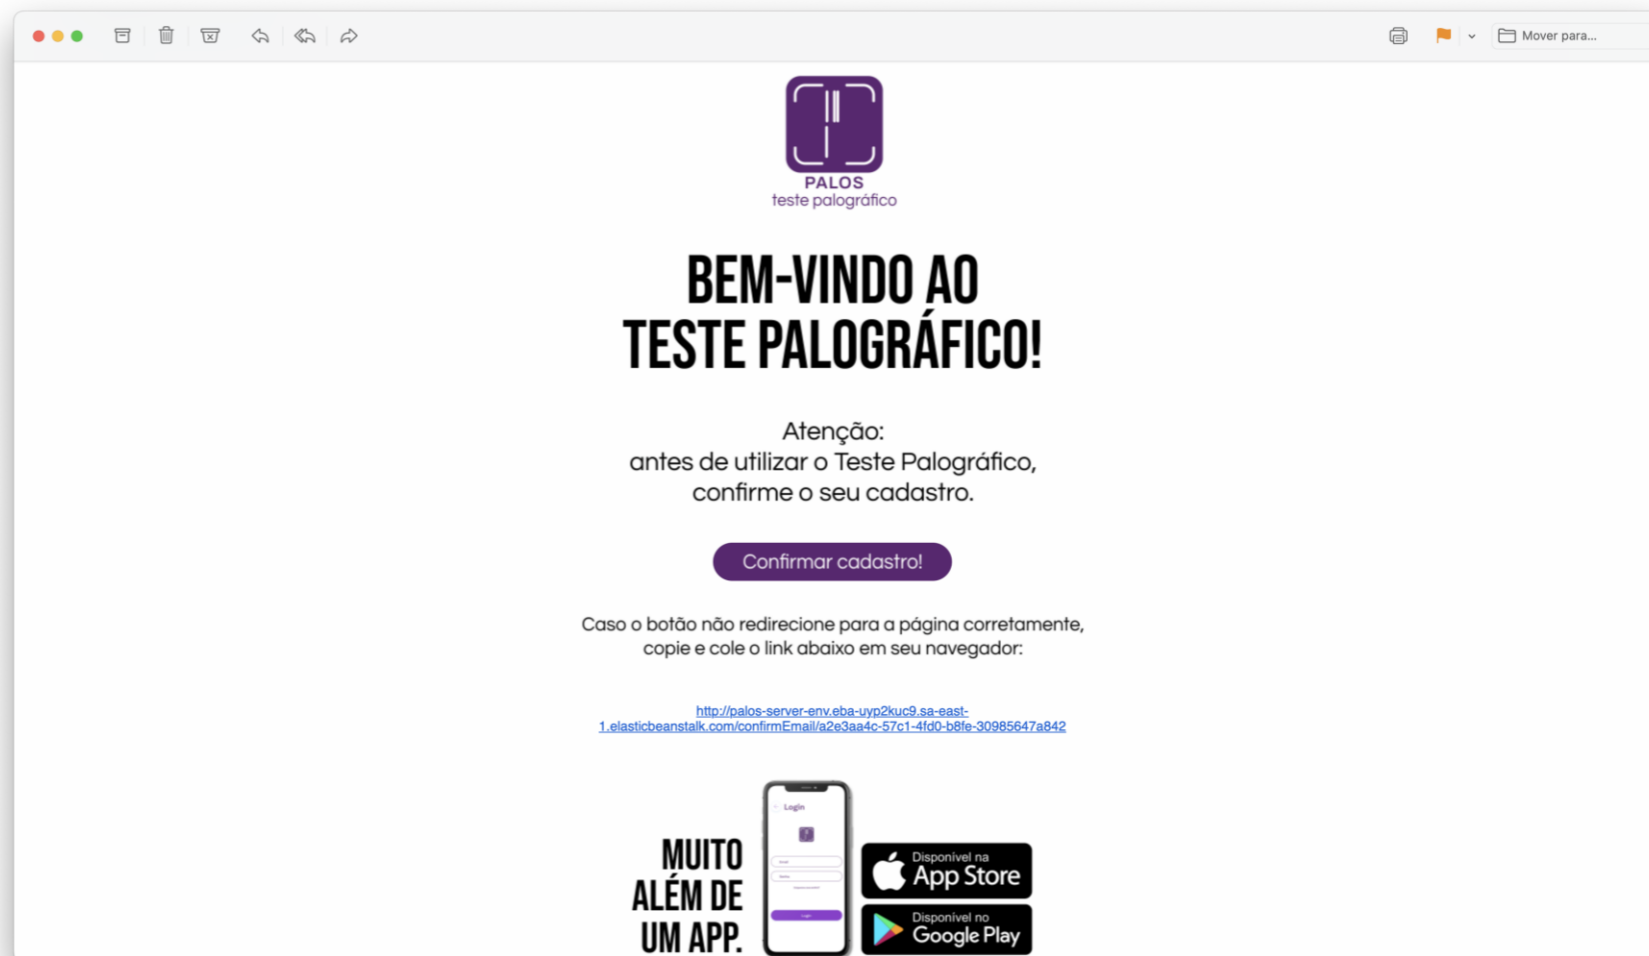 Mover para...
PALOS
teste palográfico
BEM-VINDO AO
TESTE PALOGRÁFICO!
Atenção:
antes de utilizar o Teste Palográfico,
confirme o seu cadastro.
Confirmar cadastro!
Caso o botão não redirecione para a página corretamente,
copie e cole o link abaixo em seu navegador:
http://palos-server-env.eba-uyp2kuc9.sa-east-
1.elasticbeanstalk.com/confirmEmail/a2e3aa4c-57c1-4fd0-b8fe-30985647a842
MUITO
ALÉM DE
UM APP.
Login
Email
Login
Disponível na
App Store
Disponível no
Google Play